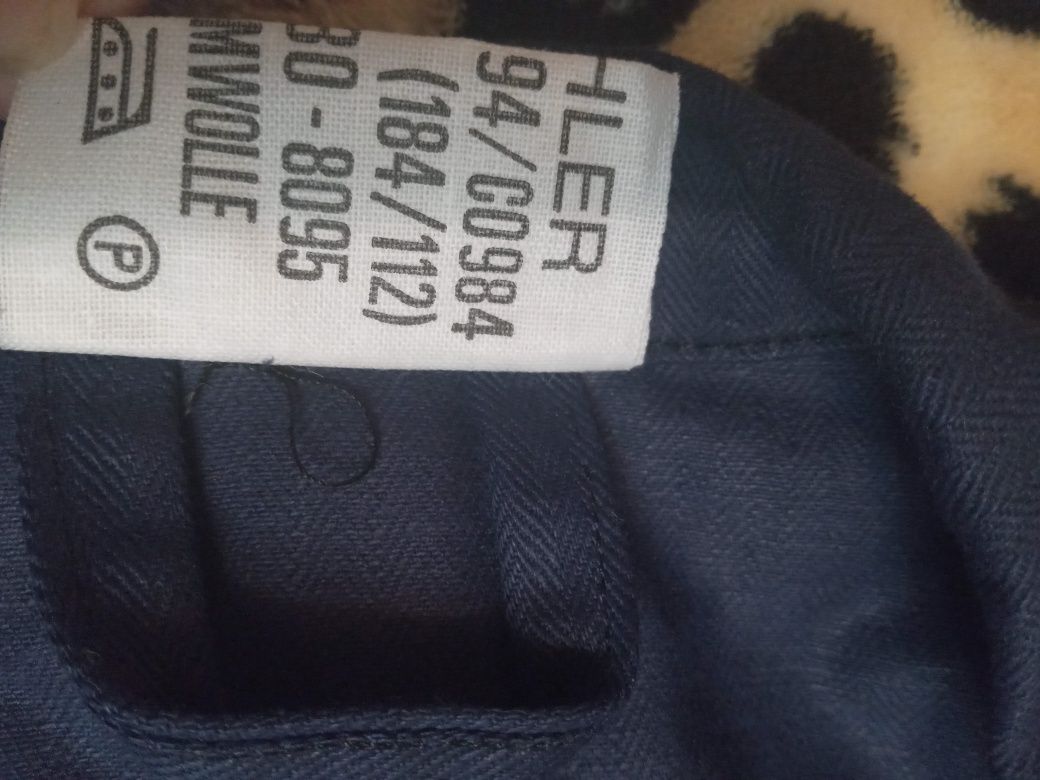 HLER
94/C0984
(184/112)
80 - 8095
MWOLLE
P